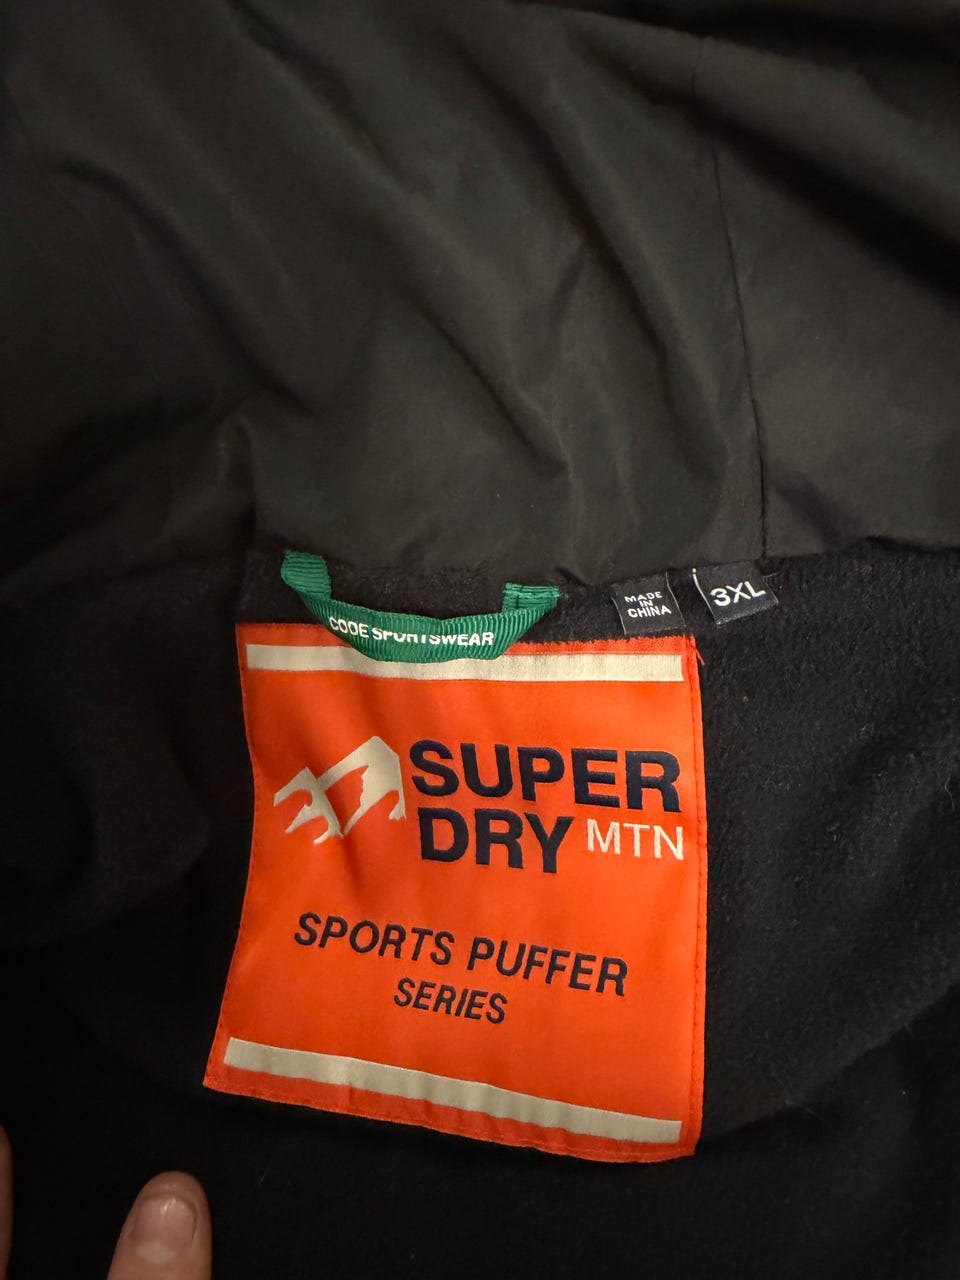 CODE SPORTSWEAR
MADE
IN
CHINA
3XL
SUPER
DRY MTN
SPORTS PUFFER
SERIES